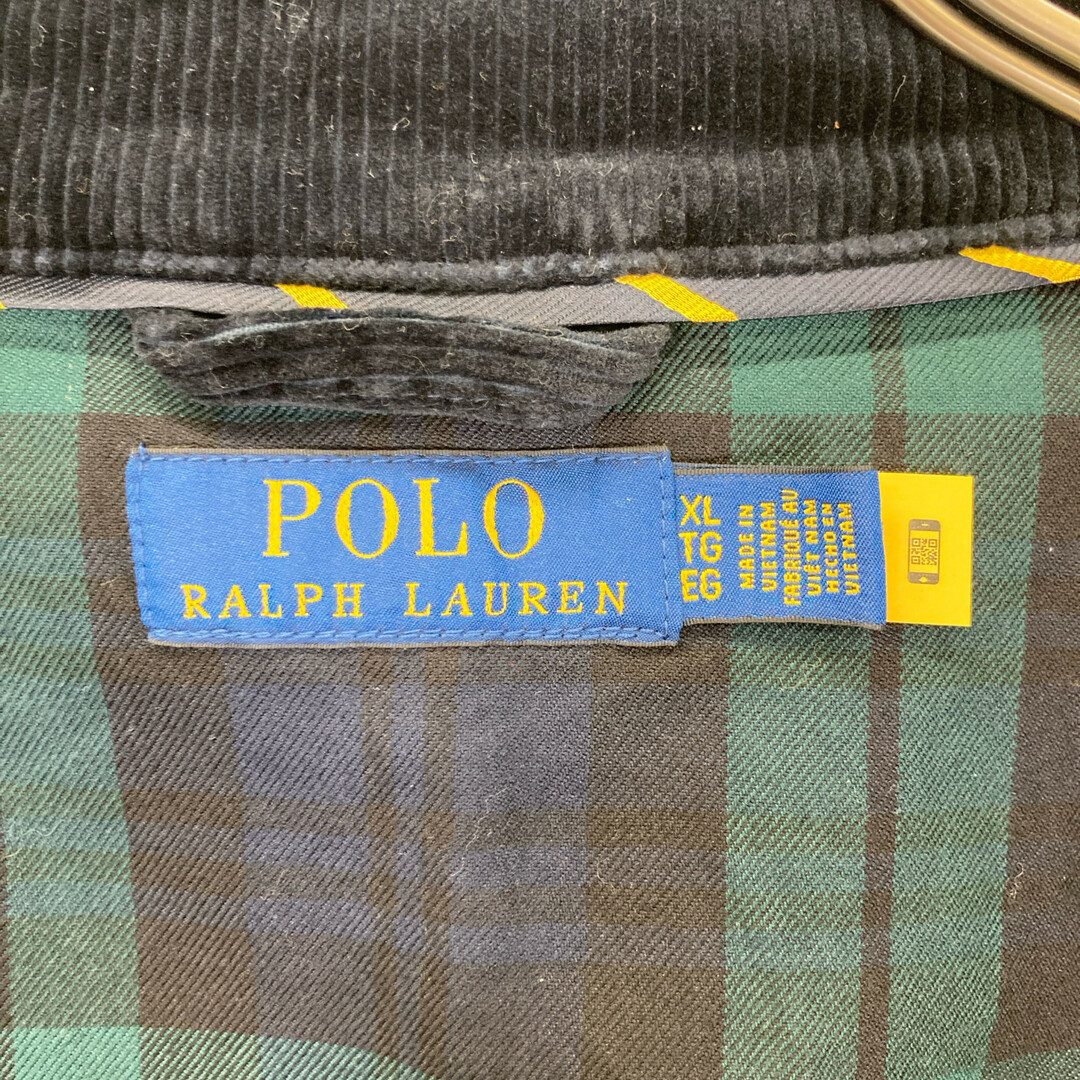 POLO
RALPH LAUREN
XL
TG
EG
MADE IN
VIETNAM
FABRIQUÉ AU
VIÊT NAM
HECHO EN
VIETNAM